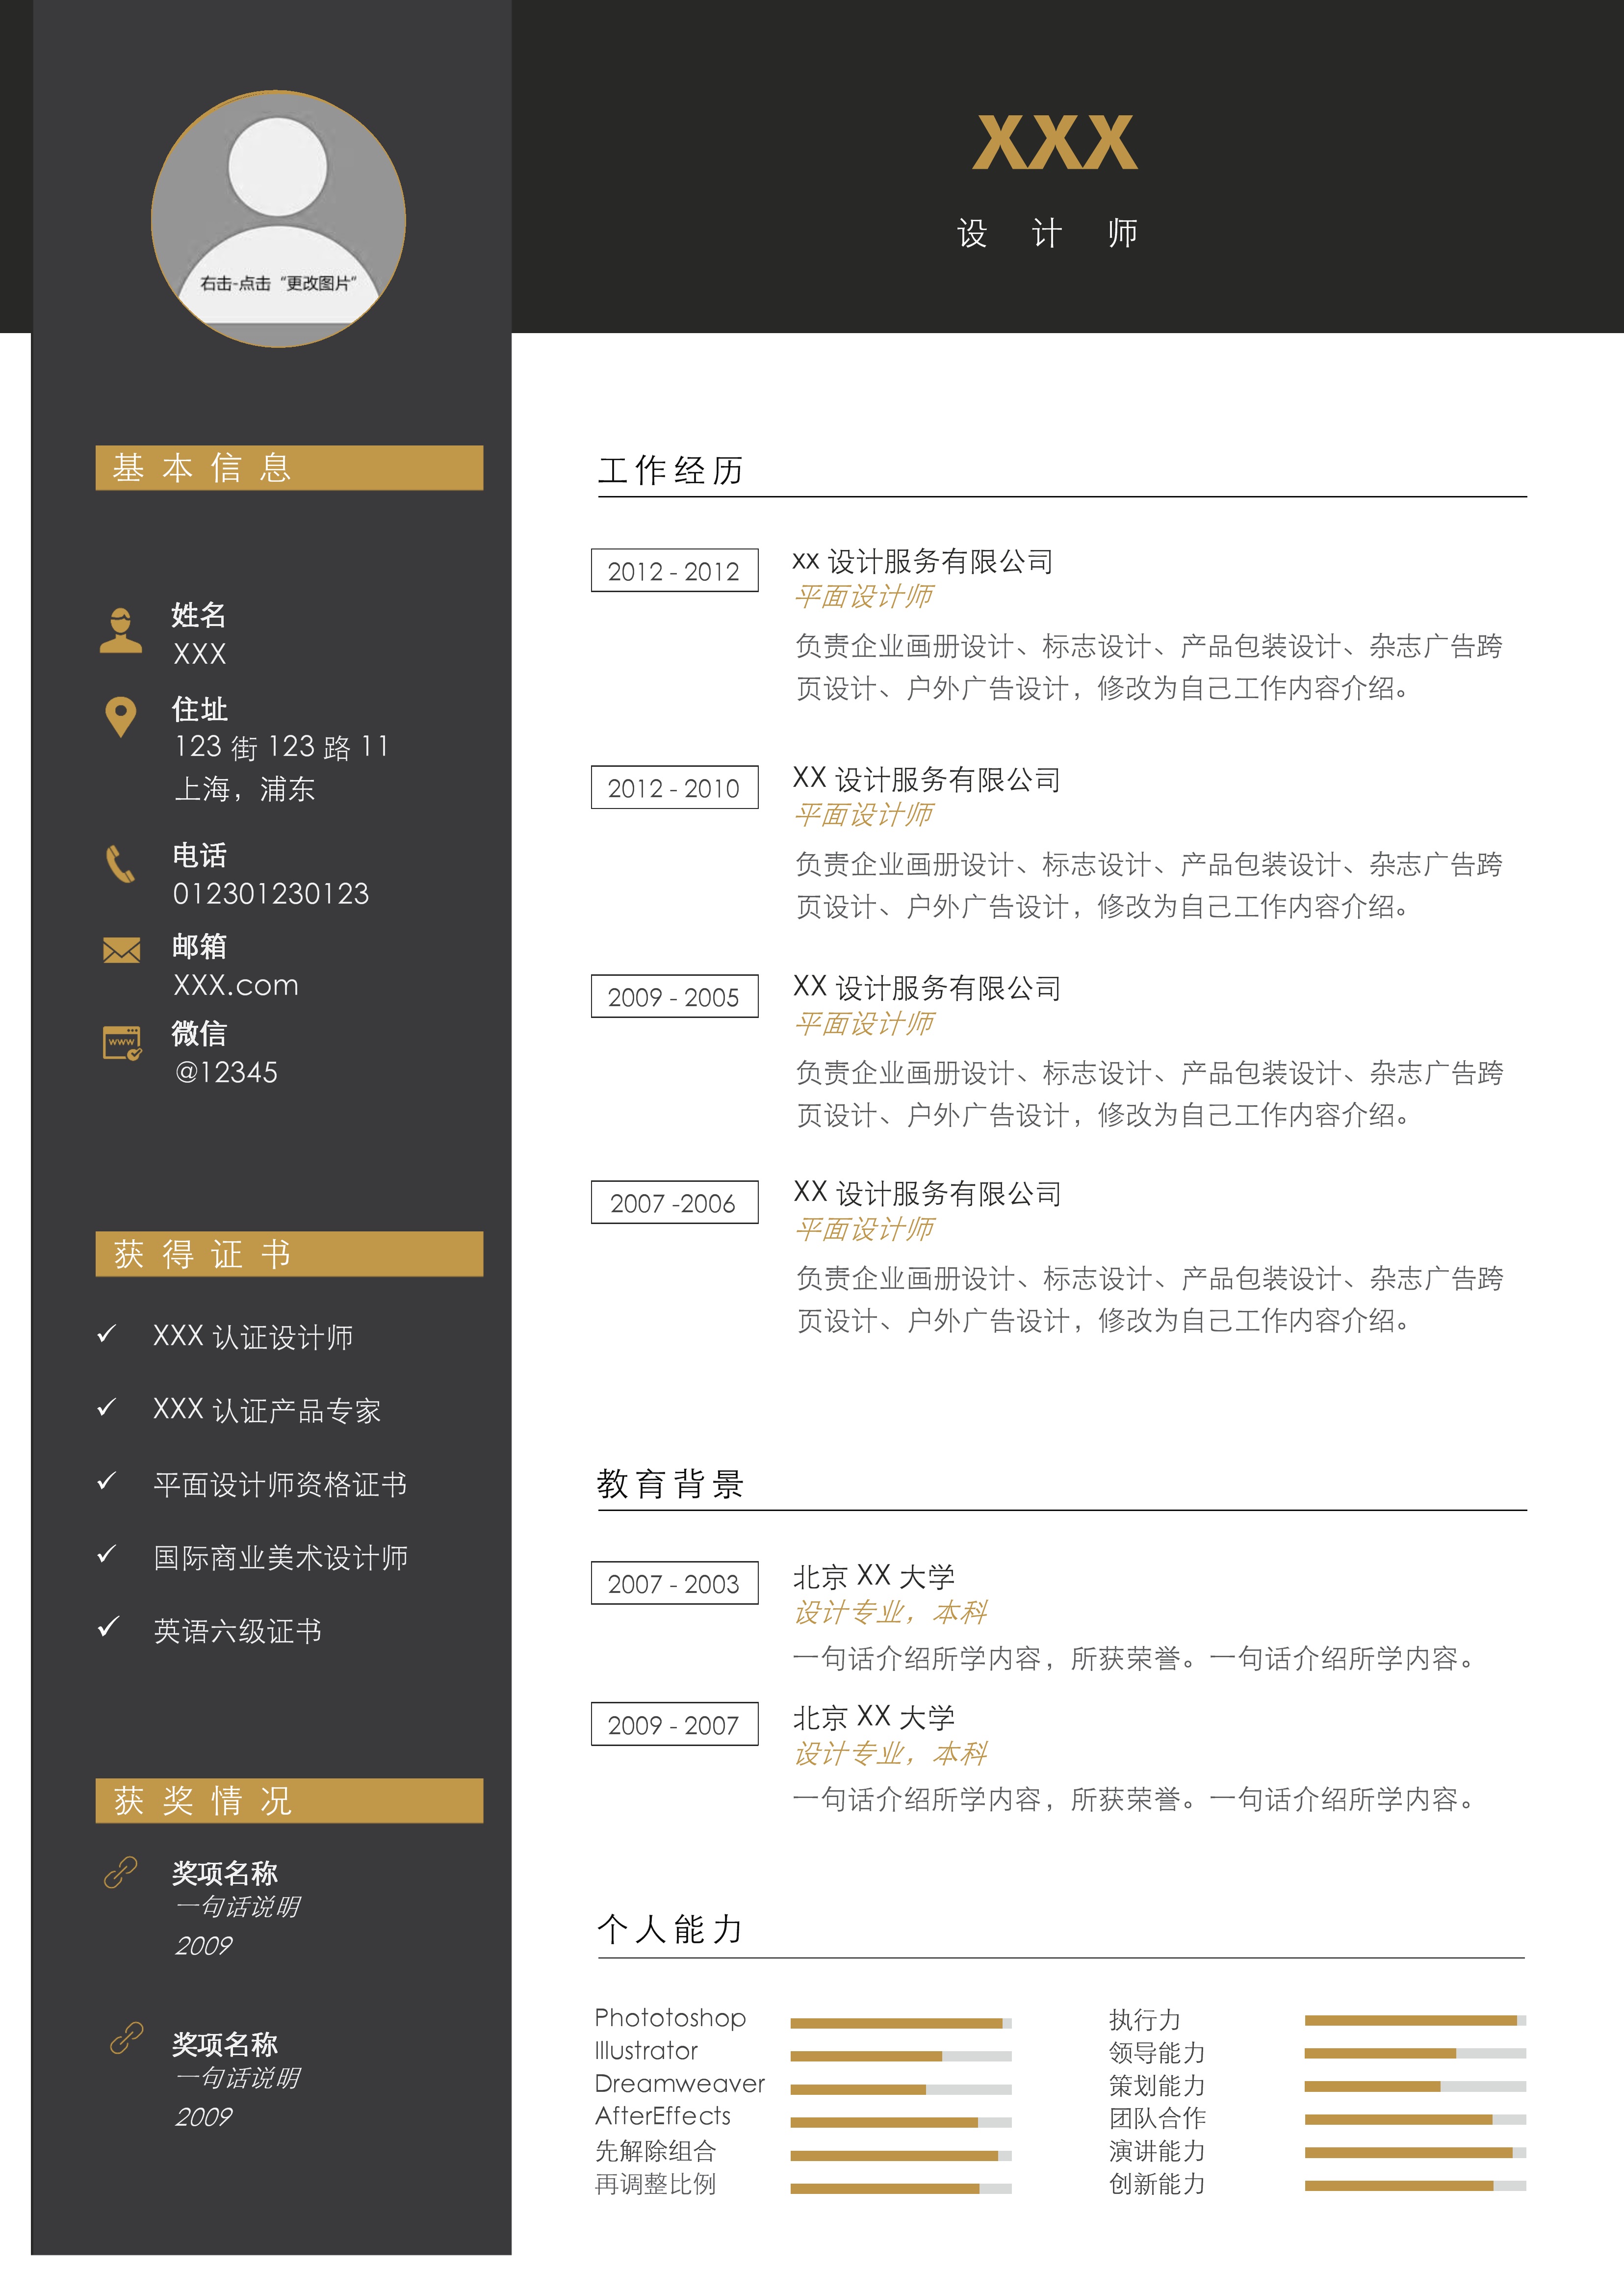 XXX
设 计 师
右击-点击“更改图片”
基 本 信 息
姓名
XXX
住址
123 街 123 路 11
上海，浦东
电话
012301230123
邮箱
XXX.com
www
微信
@12345
获 得 证 书
XXX 认证设计师
XXX 认证产品专家
平面设计师资格证书
国际商业美术设计师
英语六级证书
获 奖 情 况
奖项名称
一句话说明
2009
奖项名称
一句话说明
2009
工作经历
2012 - 2012
xx 设计服务有限公司
平面设计师
负责企业画册设计、标志设计、产品包装设计、杂志广告跨
页设计、户外广告设计，修改为自己工作内容介绍。
2012 - 2010
XX 设计服务有限公司
平面设计师
负责企业画册设计、标志设计、产品包装设计、杂志广告跨
页设计、户外广告设计，修改为自己工作内容介绍。
2009 - 2005
XX 设计服务有限公司
平面设计师
负责企业画册设计、标志设计、产品包装设计、杂志广告跨
页设计、户外广告设计，修改为自己工作内容介绍。
2007 -2006
XX 设计服务有限公司
平面设计师
负责企业画册设计、标志设计、产品包装设计、杂志广告跨
页设计、户外广告设计，修改为自己工作内容介绍。
教育背景
2007 - 2003
北京 XX 大学
设计专业，本科
一句话介绍所学内容，所获荣誉。一句话介绍所学内容。
2009 - 2007
北京 XX 大学
设计专业，本科
一句话介绍所学内容，所获荣誉。一句话介绍所学内容。
个人能力
Phototoshop
Illustrator
Dreamweaver
AfterEffects
先解除组合
再调整比例
执行力
领导能力
策划能力
团队合作
演讲能力
创新能力